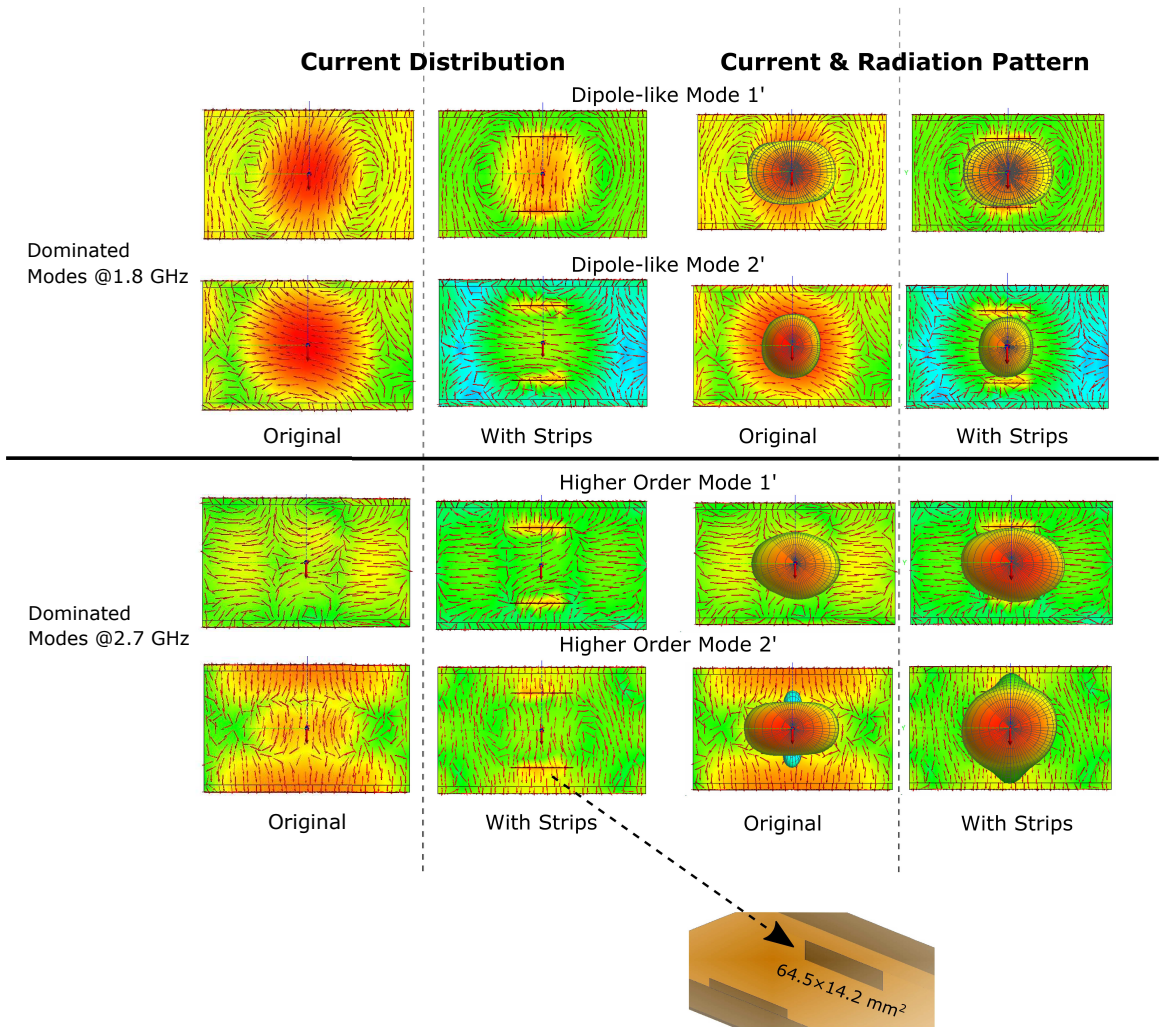 Current Distribution
Current & Radiation Pattern
Dipole-like Mode 1'
Dominated
Modes @1.8 GHz
Y
Dipole-like Mode 2'
Original
With Strips
Original
With Strips
Higher Order Mode 1'
Y
Dominated
Modes @2.7 GHz
Higher Order Mode 2'
Original
With Strips
Original
With Strips
64.5×14.2 mm²